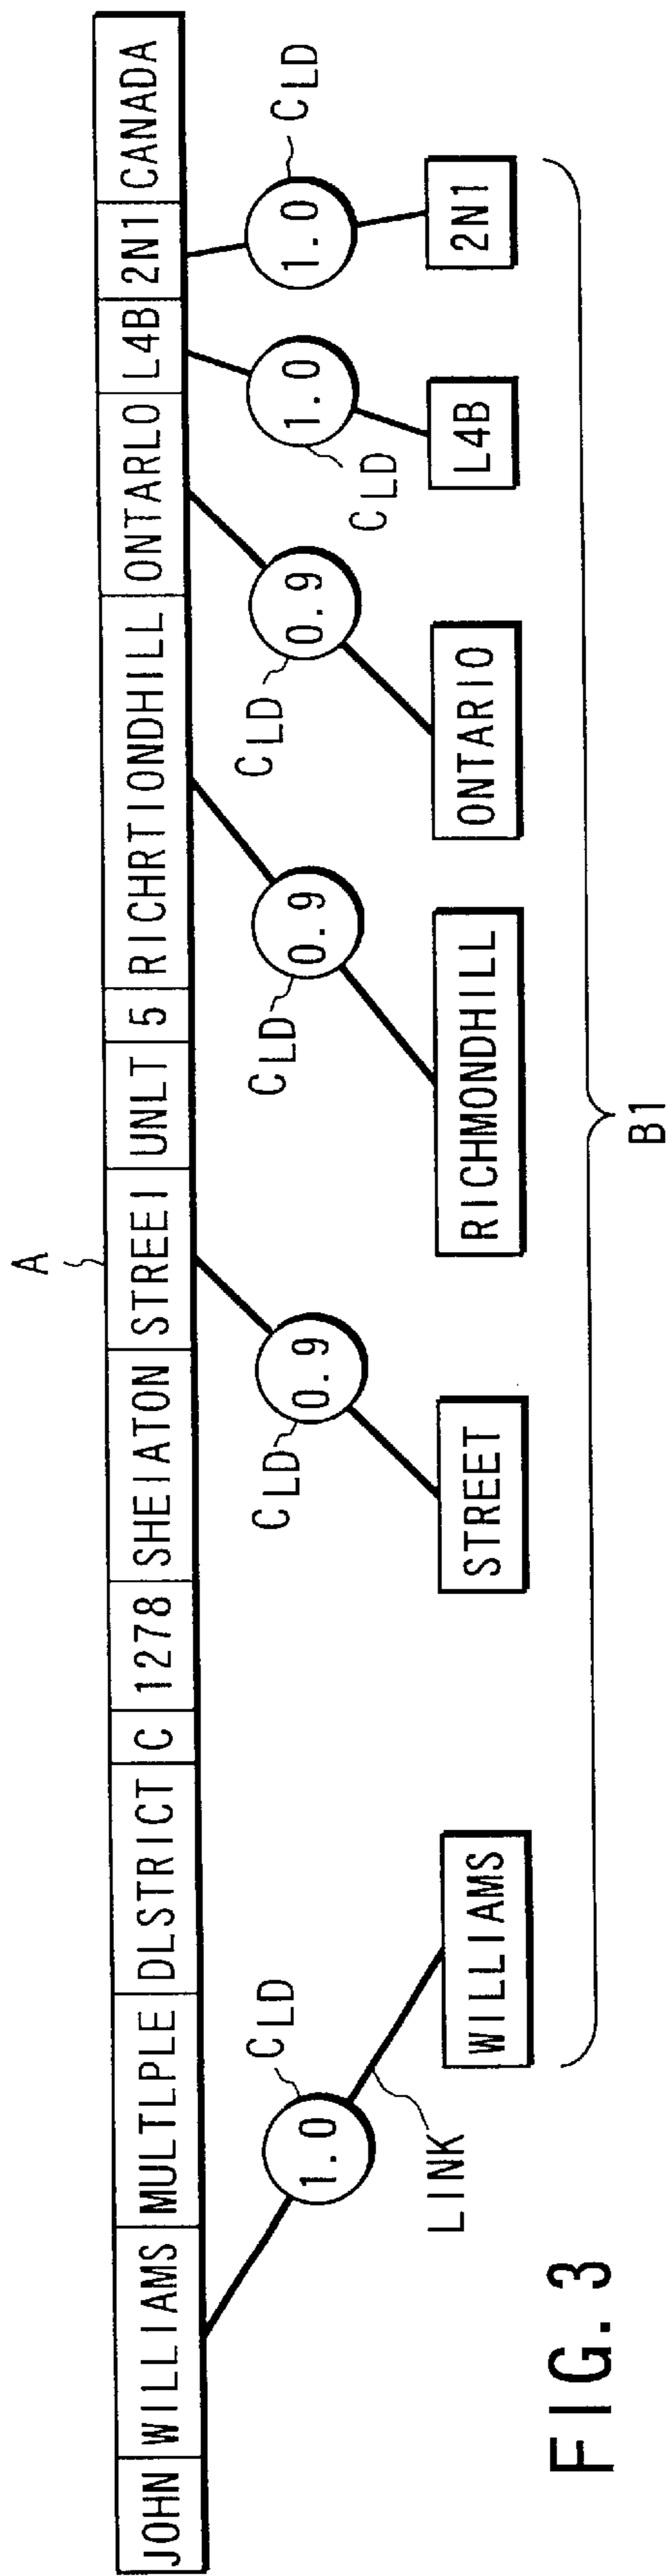 A
JOHN WILLIAMS MULTLPLE DLSTRICT C 1278 SHEIATON STREEI UNLT 5 RICHRTIONDHILL ONTARLO L4B 2N1 CANADA
1.0 CLD
CLD 0.9
CLD 0.9
CLD 0.9
1.0 CLD
1.0 CLD
LINK
WILLIAMS STREET RICHMONDHILL ONTARIO L4B 2N1
B1
FIG. 3